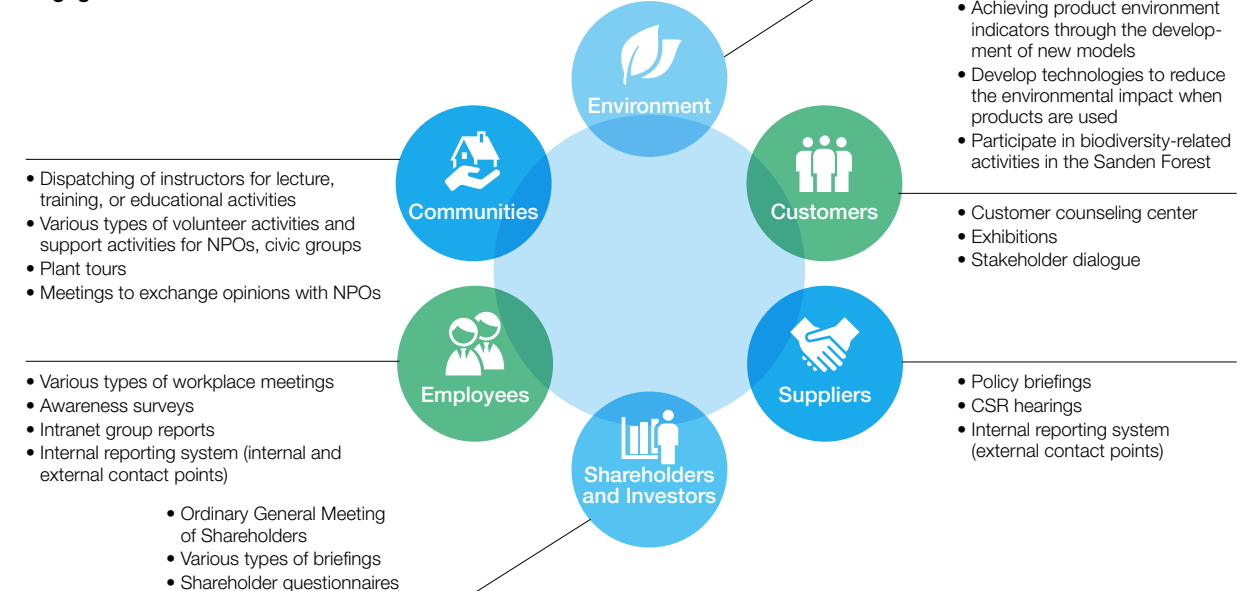 • Achieving product environment
indicators through the develop-
ment of new models
• Develop technologies to reduce
the environmental impact when
products are used
• Participate in biodiversity-related
activities in the Sanden Forest
Environment
Communities
• Dispatching of instructors for lecture,
training, or educational activities
• Various types of volunteer activities and
support activities for NPOs, civic groups
• Plant tours
• Meetings to exchange opinions with NPOs
Customers
• Customer counseling center
• Exhibitions
• Stakeholder dialogue
Employees
• Various types of workplace meetings
• Awareness surveys
• Intranet group reports
• Internal reporting system (internal and
external contact points)
Suppliers
• Policy briefings
• CSR hearings
• Internal reporting system
(external contact points)
Shareholders
and Investors
• Ordinary General Meeting
of Shareholders
• Various types of briefings
• Shareholder questionnaires